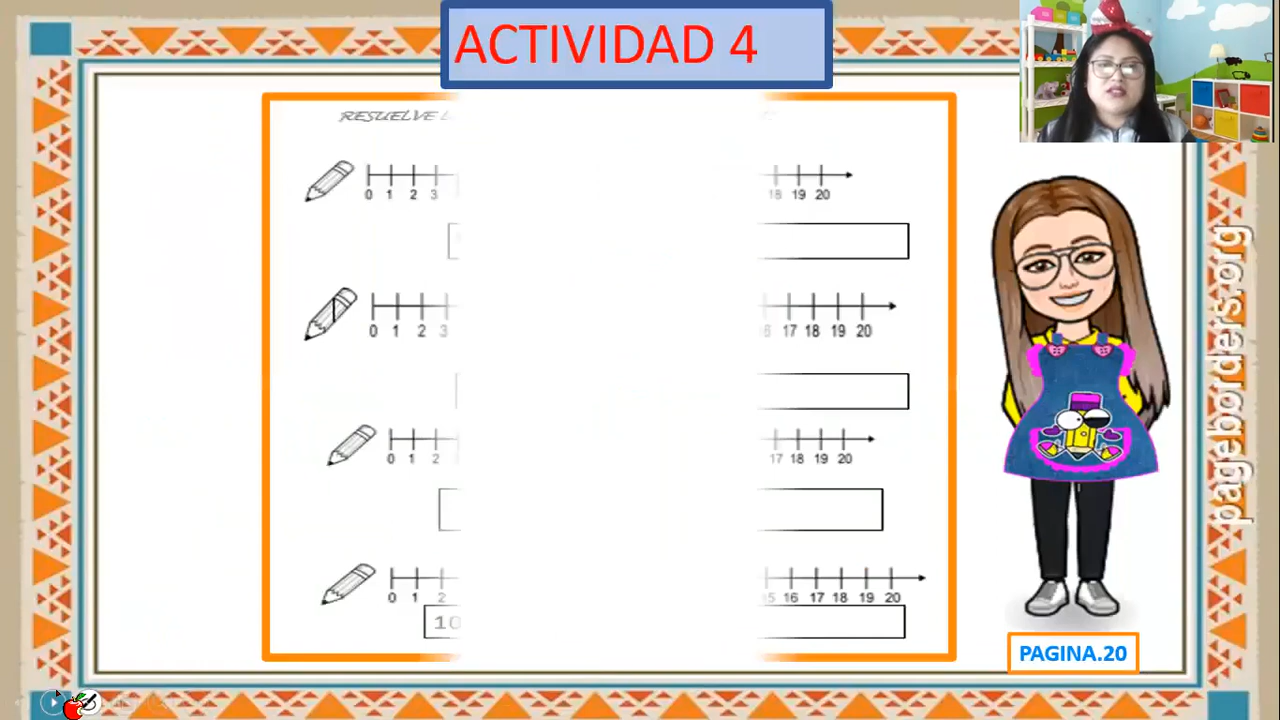 ACTIVIDAD 4
RESUELVE
0 1 2 3 18 19 20
0 1 2 3 17 18 19 20
0 1 2 17 18 19 20
0 1 2 16 17 18 19 20
10
PAGINA.20
pageborders.org